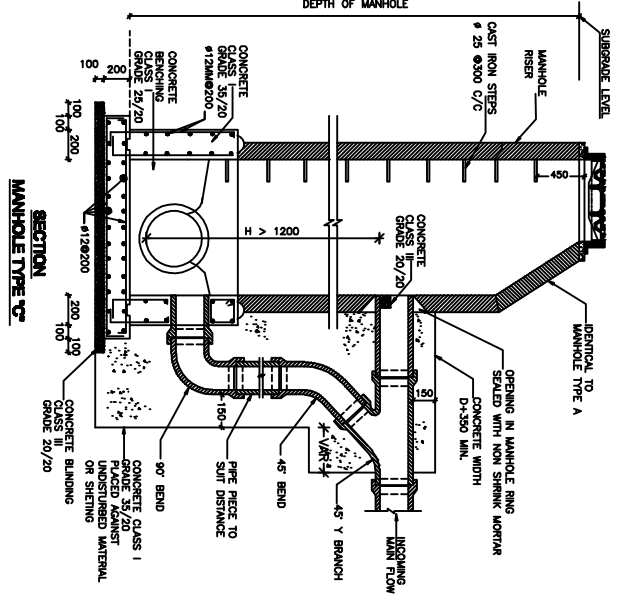 DEPTH OF MANHOLE
SUBGRADE LEVEL
MANHOLE
RISER
CAST IRON STEPS
ø 25 @300 C/C
CONCRETE
CLASS I
GRADE 35/20
ø12MM@200
CONCRETE
BENCHING
CLASS I
GRADE 25/20
100
200
100
100
200
450
H > 1200
CONCRETE
CLASS III
GRADE 20/20
ø12@200
200
100
100
150
150
VAR.
IDENTICAL TO
MANHOLE TYPE A
OPENING IN MANHOLE RING
SEALED WITH NON SHRINK MORTAR
CONCRETE WIDTH
D+350 MIN.
INCOMING
MAIN FLOW
45° Y BRANCH
45° BEND
PIPE PIECE TO
SUIT DISTANCE
90° BEND
CONCRETE CLASS I
GRADE 35/20
PLACED AGAINST
UNDISTURBED MATERIAL
OR SHETING
CONCRETE BLINDING
CLASS III
GRADE 20/20
SECTION
MANHOLE TYPE "C"